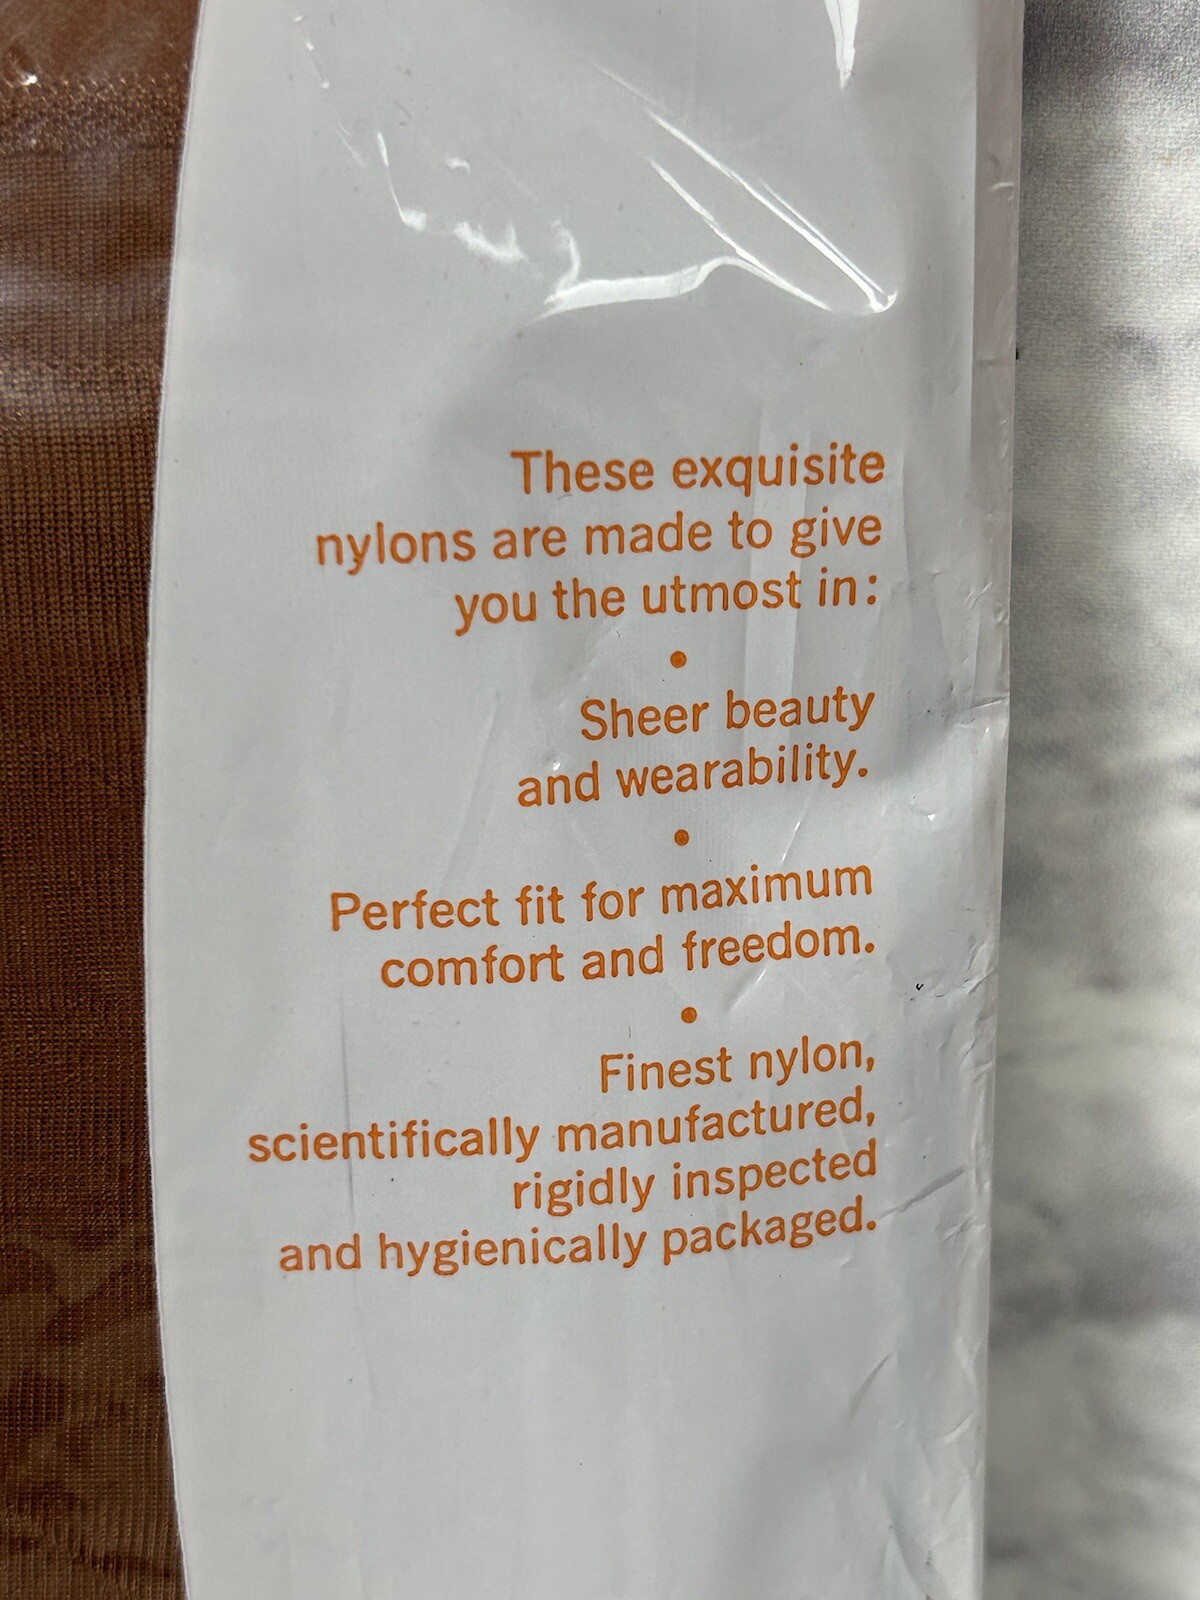 These exquisite
nylons are made to give
you the utmost in:
•
Sheer beauty
and wearability.
•
Perfect fit for maximum
comfort and freedom.
•
Finest nylon,
scientifically manufactured,
rigidly inspected
and hygienically packaged.